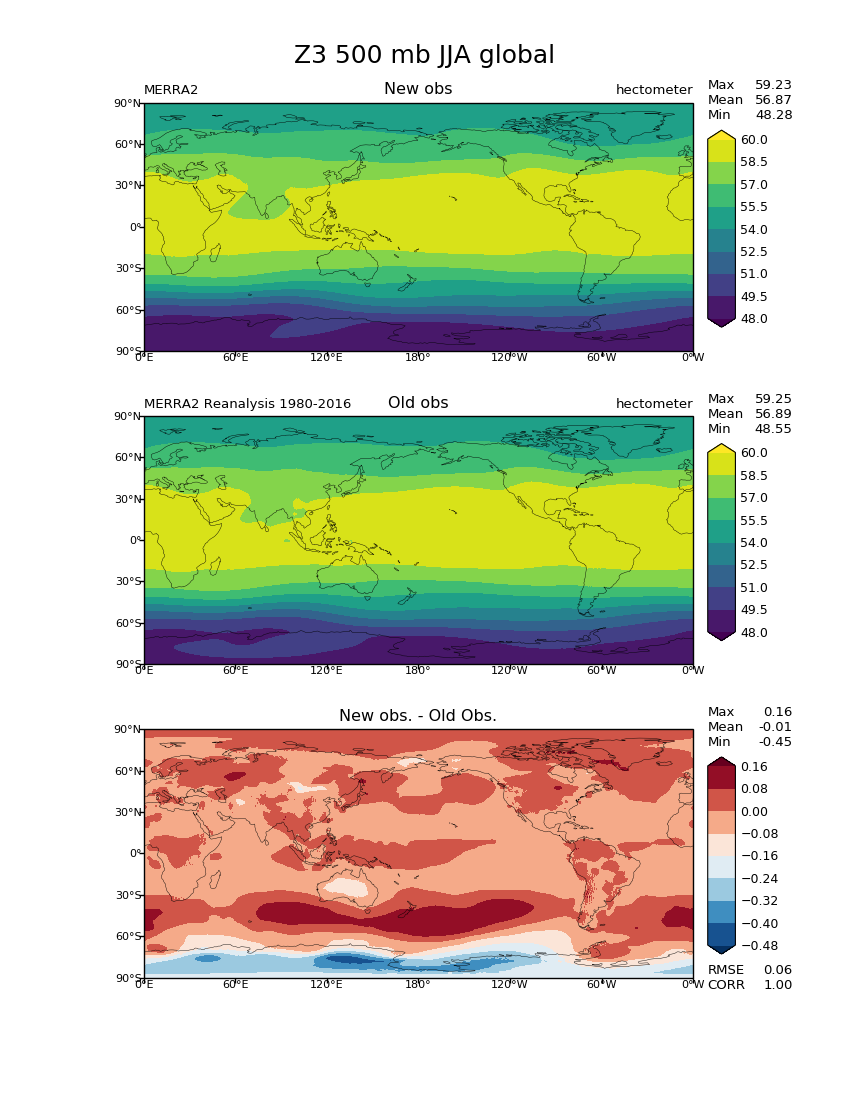 Z3 500 mb JJA global
MERRA2 New obs hectometer
Max 59.23
Mean 56.87
Min 48.28
90°N
60°N
30°N
0°
30°S
60°S
90°S
0°E 60°E 120°E 180° 120°W 60°W 0°W
60.0
58.5
57.0
55.5
54.0
52.5
51.0
49.5
48.0
MERRA2 Reanalysis 1980-2016 Old obs hectometer
Max 59.25
Mean 56.89
Min 48.55
90°N
60°N
30°N
0°
30°S
60°S
90°S
0°E 60°E 120°E 180° 120°W 60°W 0°W
60.0
58.5
57.0
55.5
54.0
52.5
51.0
49.5
48.0
New obs. - Old Obs.
Max 0.16
Mean -0.01
Min -0.45
90°N
60°N
30°N
0°
30°S
60°S
90°S
0°E 60°E 120°E 180° 120°W 60°W 0°W
0.16
0.08
0.00
−0.08
−0.16
−0.24
−0.32
−0.40
−0.48
RMSE 0.06
CORR 1.00